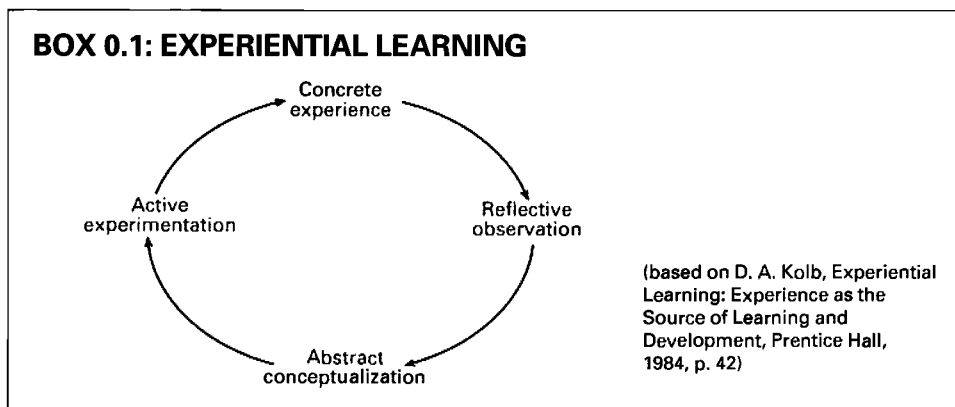 BOX 0.1: EXPERIENTIAL LEARNING
Concrete
experience
Reflective
observation
Abstract
conceptualization
Active
experimentation
(based on D. A. Kolb, Experiential
Learning: Experience as the
Source of Learning and
Development, Prentice Hall,
1984, p. 42)